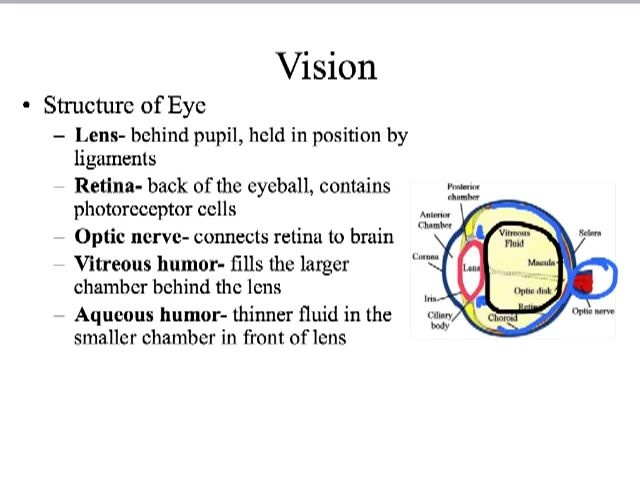 Vision
• Structure of Eye
– Lens- behind pupil, held in position by
ligaments
– Retina- back of the eyeball, contains
photoreceptor cells
– Optic nerve- connects retina to brain
– Vitreous humor- fills the larger
chamber behind the lens
– Aqueous humor- thinner fluid in the
smaller chamber in front of lens
Posterior
chamber
Anterior
Chamber
Cornea
Lens
Iris
Ciliary
body
Vitreous
Fluid
Macula
Optic disk
Choroid
Sclera
Optic nerve